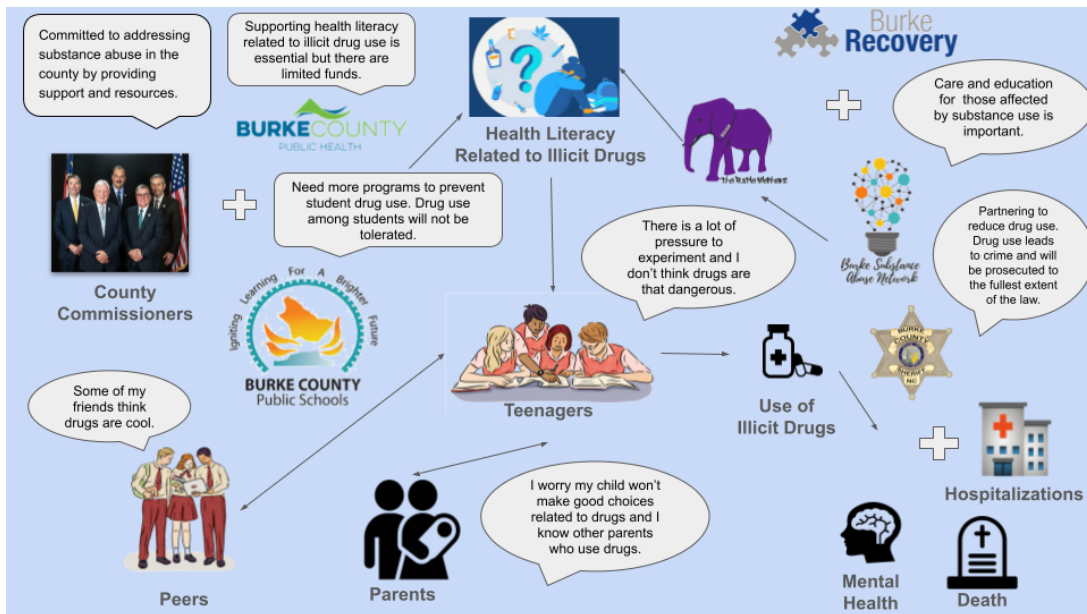 Committed to addressing
substance abuse in the
county by providing
support and resources.
Supporting health literacy
related to illicit drug use is
essential but there are
limited funds.
BURKECOUNTY
PUBLIC HEALTH
Health Literacy
Related to Illicit Drugs
Burke
Recovery
Care and education
for those affected
by substance use is
important.
The Purple Elephant
Need more programs to prevent
student drug use. Drug use
among students will not be
tolerated.
County
Commissioners
Igniting Learning For A Brighter Future
BURKE COUNTY
Public Schools
There is a lot of
pressure to
experiment and I
don't think drugs are
that dangerous.
Burke Substance
Abuse Network
Partnering to
reduce drug use.
Drug use leads
to crime and will
be prosecuted to
the fullest extent
of the law.
BURKE
COUNTY
SHERIFF
NC
Teenagers
Use of
Illicit Drugs
Some of my
friends think
drugs are cool.
Peers
Parents
I worry my child won't
make good choices
related to drugs and I
know other parents
who use drugs.
Hospitalizations
Mental
Health
Death